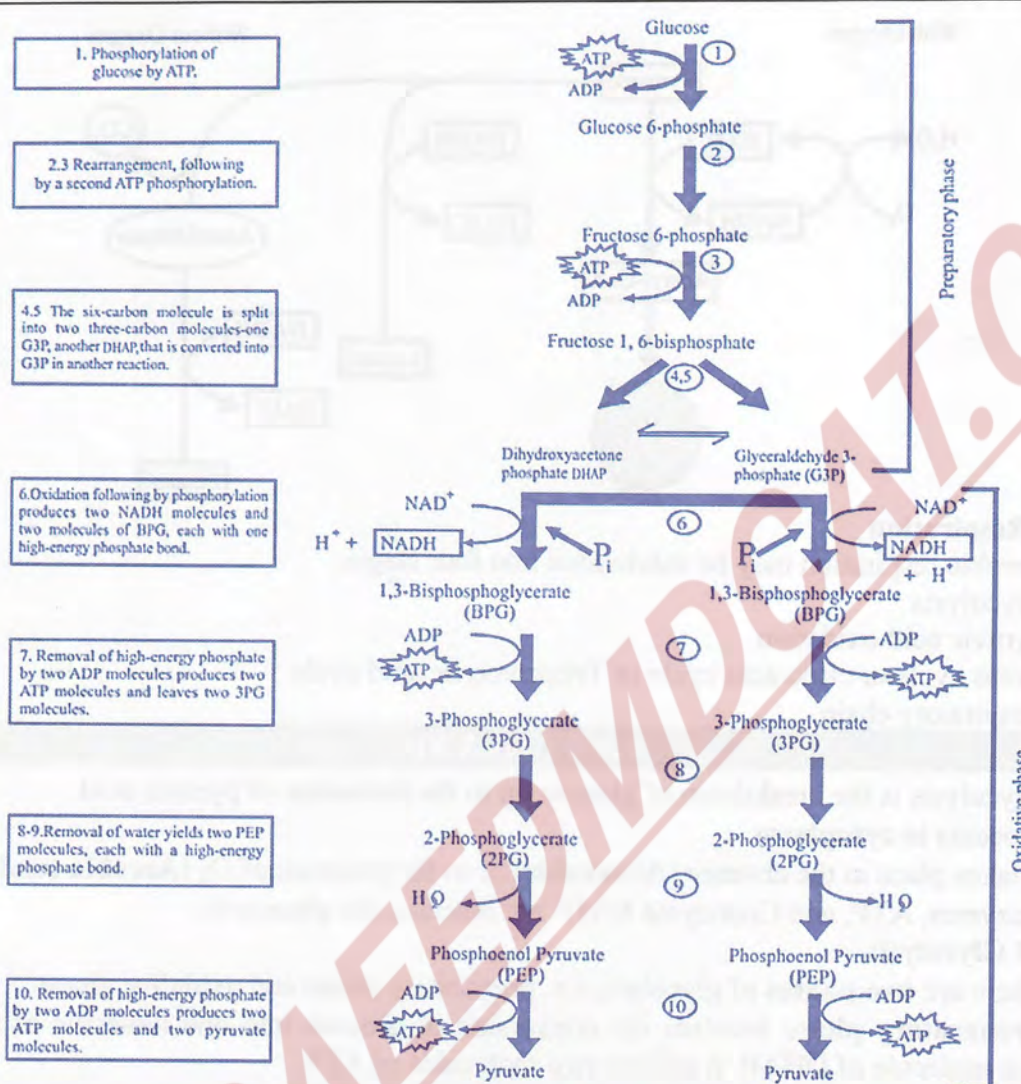 Glucose
1. Phosphorylation of
glucose by ATP.
ATP
ADP
1
Glucose 6-phosphate
2.3 Rearrangement, following
by a second ATP phosphorylation.
2
Fructose 6-phosphate
ATP
ADP
3
Preparatory phase
4.5 The six-carbon molecule is split
into two three-carbon molecules-one
G3P, another DHAP, that is converted into
G3P in another reaction.
Fructose 1, 6-bisphosphate
4,5
Dihydroxyacetone
phosphate DHAP
Glyceraldehyde 3-
phosphate (G3P)
6.Oxidation following by phosphorylation
produces two NADH molecules and
two molecules of BPG, each with one
high-energy phosphate bond.
NAD+
H+ + NADH
P
6
P
NAD+
NADH
+ H+
1,3-Bisphosphoglycerate
(BPG)
1,3-Bisphosphoglycerate
(BPG)
7. Removal of high-energy phosphate
by two ADP molecules produces two
ATP molecules and leaves two 3PG
molecules.
ADP
ATP
7
ADP
ATP
3-Phosphoglycerate
(3PG)
3-Phosphoglycerate
(3PG)
8
8-9.Removal of water yields two PEP
molecules, each with a high-energy
phosphate bond.
2-Phosphoglycerate
(2PG)
2-Phosphoglycerate
(2PG)
Oxidative phase
H2O
9
H2O
Phosphoenol Pyruvate
(PEP)
Phosphoenol Pyruvate
(PEP)
10. Removal of high-energy phosphate
by two ADP molecules produces two
ATP molecules and two pyruvate
molecules.
ADP
ATP
10
ADP
ATP
Pyruvate
Pyruvate